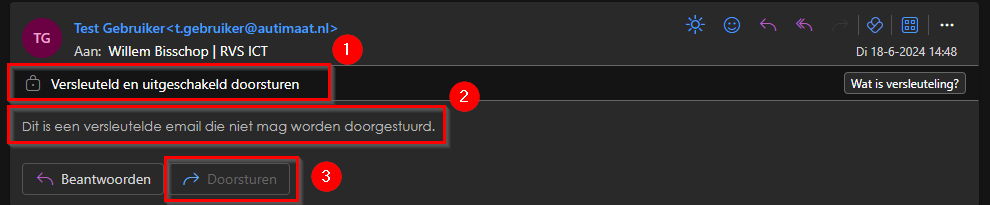 TG
Test Gebruiker<t.gebruiker@autimaat.nl>
Aan: Willem Bisschop | RVS ICT
1
Di 18-6-2024 14:48
Versleuteld en uitgeschakeld doorsturen
Wat is versleuteling?
2
Dit is een versleutelde email die niet mag worden doorgestuurd.
Beantwoorden
Doorsturen
3